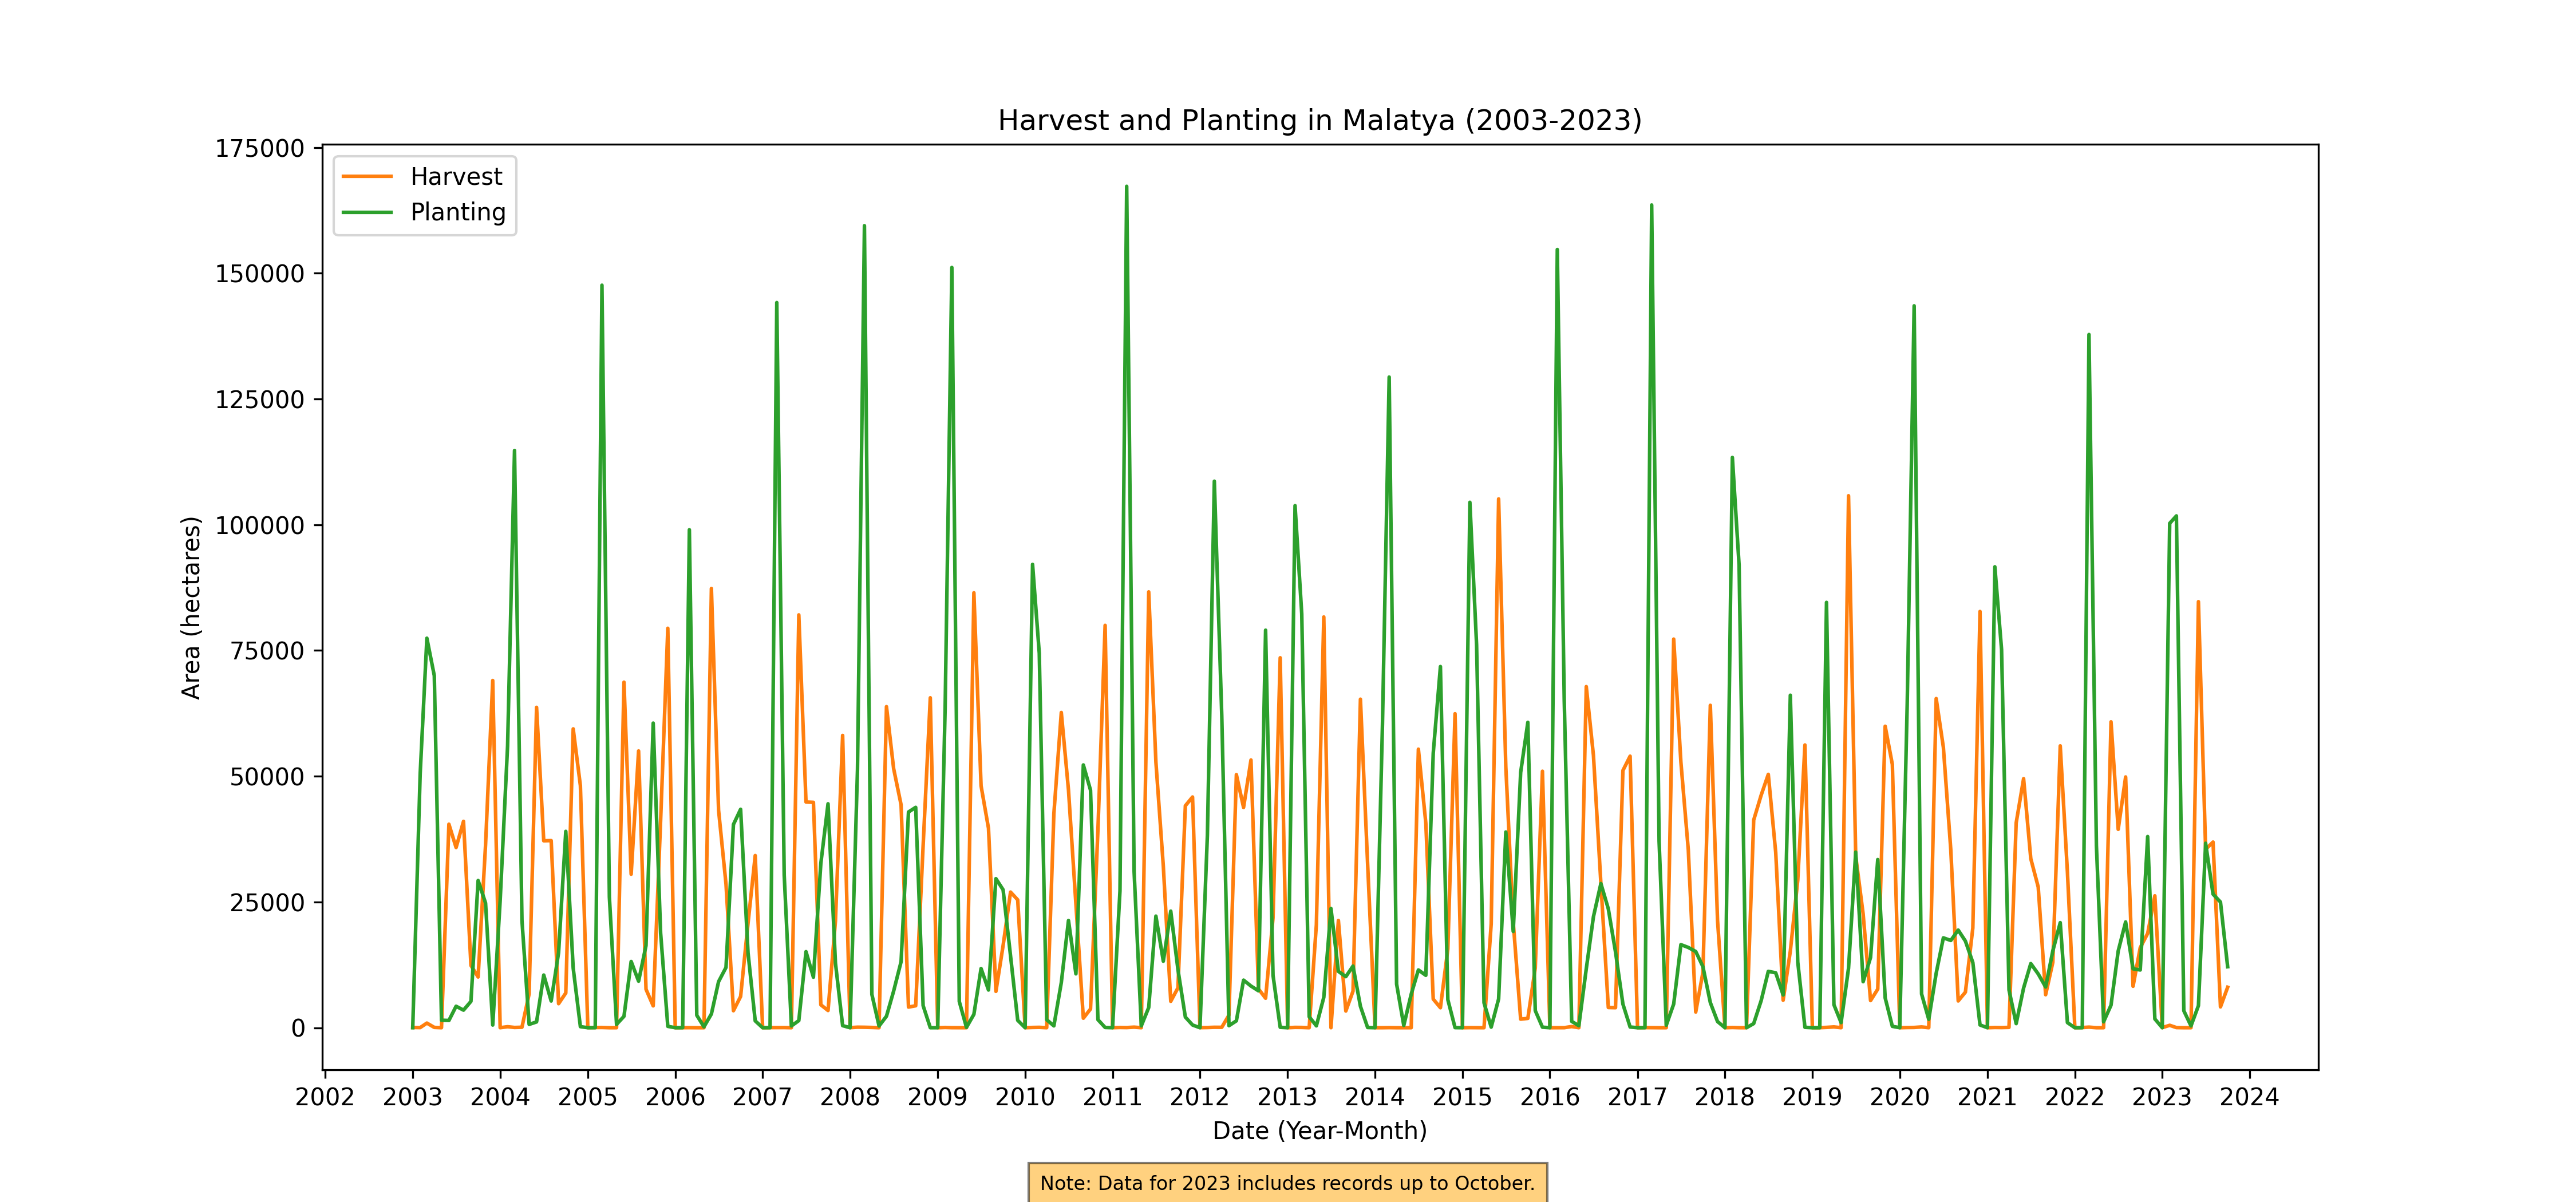 Harvest and Planting in Malatya (2003-2023)
175000
150000
125000
100000
75000
50000
25000
0
Area (hectares)
Harvest
Planting
2002 2003 2004 2005 2006 2007 2008 2009 2010 2011 2012 2013 2014 2015 2016 2017 2018 2019 2020 2021 2022 2023 2024
Date (Year-Month)
Note: Data for 2023 includes records up to October.